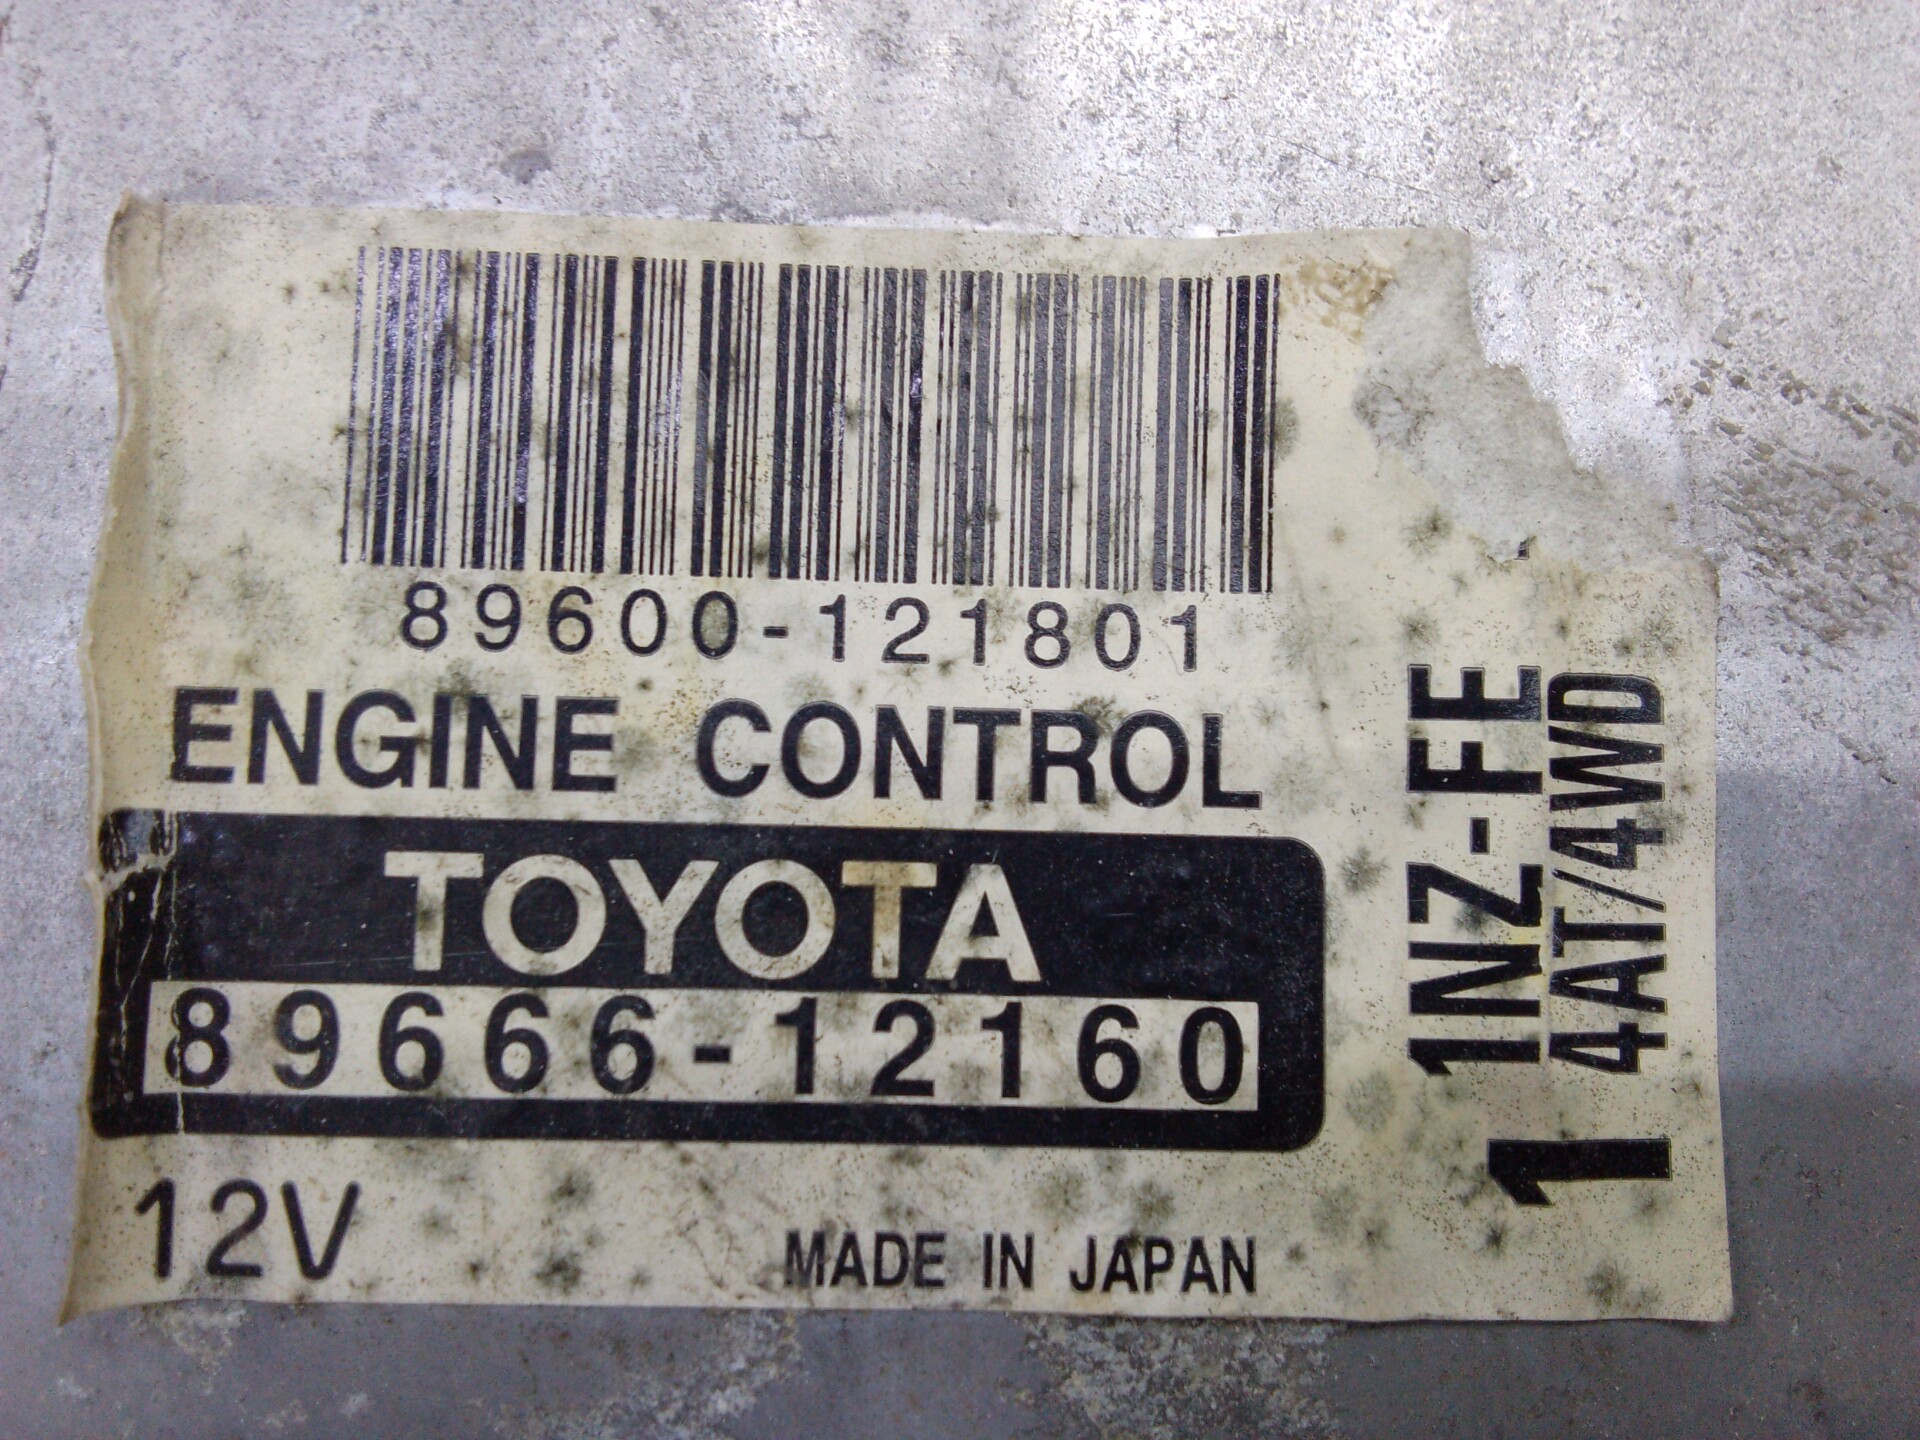 89600-121801
ENGINE CONTROL
TOYOTA
89666-12160
12V
MADE IN JAPAN
1NZ-FE
4AT/4WD
1